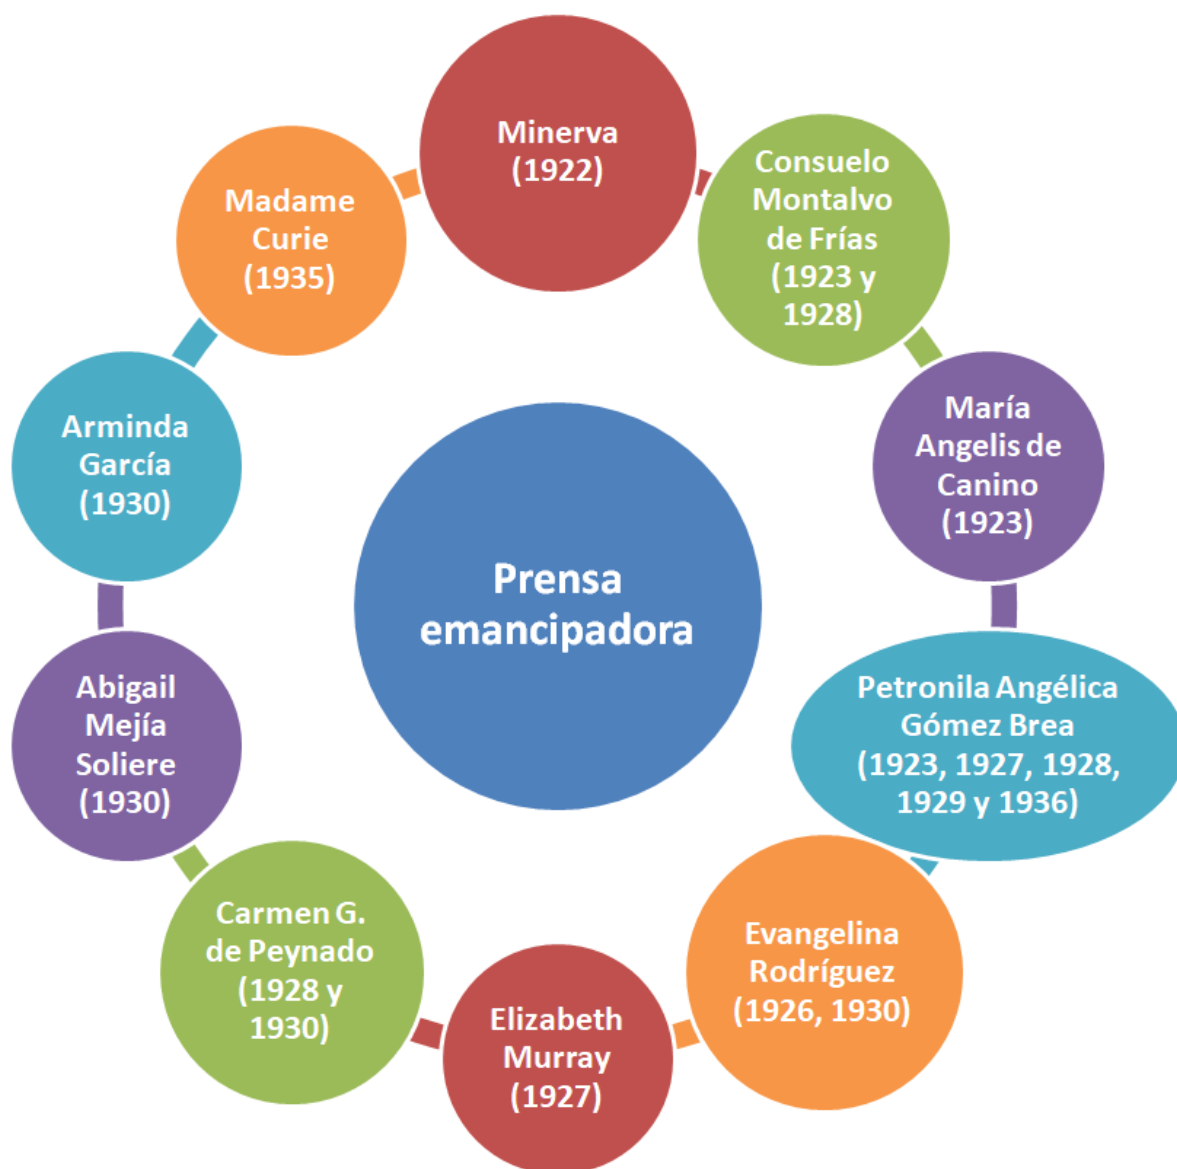 Minerva
(1922)
Consuelo
Montalvo
de Frías
(1923 y
1928)
María
Angelis de
Canino
(1923)
Petronila Angélica
Gómez Brea
(1923, 1927, 1928,
1929 y 1936)
Evangelina
Rodríguez
(1926, 1930)
Elizabeth
Murray
(1927)
Carmen G.
de Peynado
(1928 y
1930)
Abigail
Mejía
Soliere
(1930)
Arminda
García
(1930)
Madame
Curie
(1935)
Prensa
emancipadora